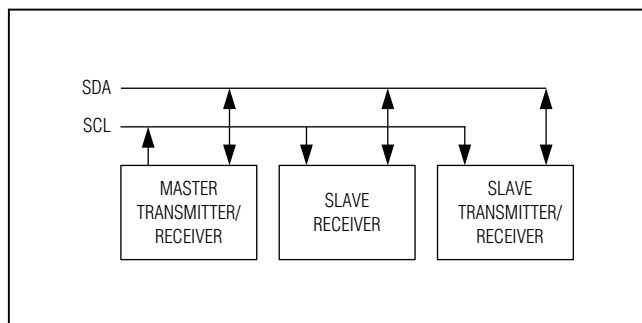 SDA
SCL
MASTER
TRANSMITTER/
RECEIVER
SLAVE
RECEIVER
SLAVE
TRANSMITTER/
RECEIVER